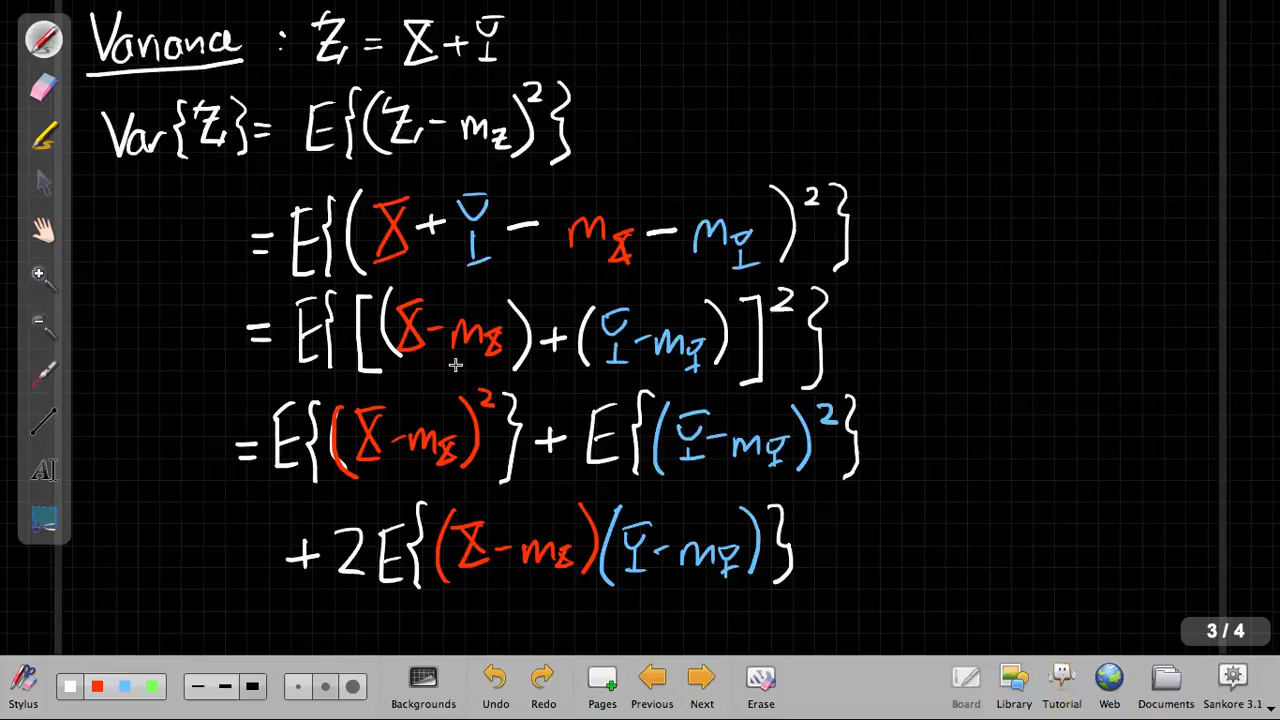 Variance : Z = X + Y
Var{Z} = E{(Z - m_Z)²}
= E{(X + Y - m_X - m_Y)²}
= E{[(X - m_X) + (Y - m_Y)]²}
= E{(X - m_X)²} + E{(Y - m_Y)²}
+ 2E{(X - m_X)(Y - m_Y)}
3 / 4
Stylus Backgrounds Undo Redo Pages Previous Next Erase Board Library Tutorial Web Documents Sankore 3.1